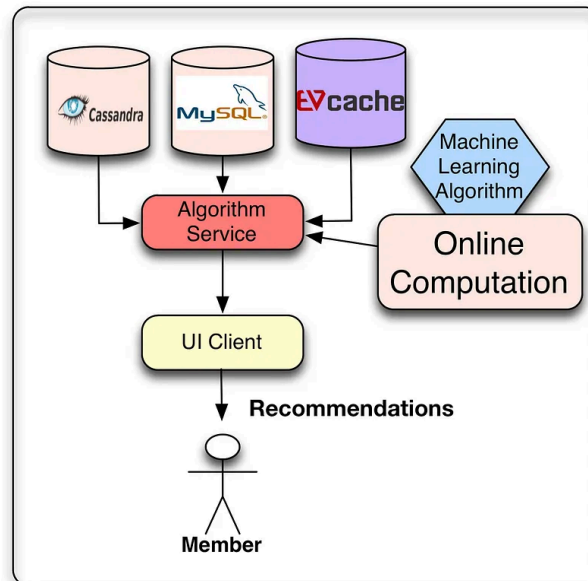 Cassandra
MySQL®
EVcache
Machine
Learning
Algorithm
Algorithm
Service
Online
Computation
UI Client
Recommendations
Member